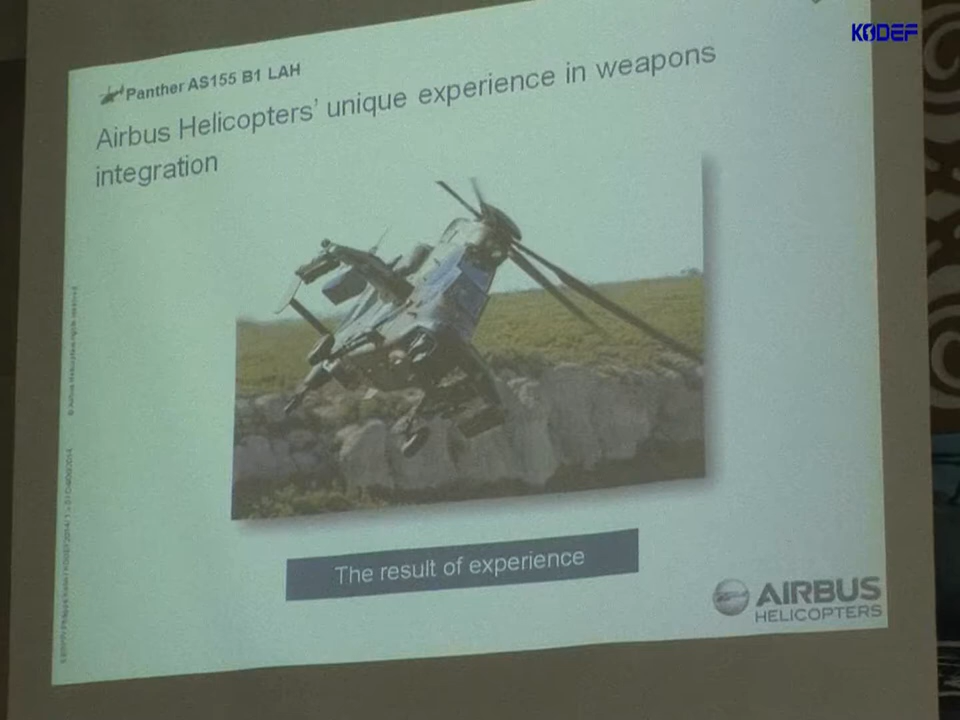 KODEF
Panther AS155 B1 LAH
Airbus Helicopters' unique experience in weapons
integration
The result of experience
AIRBUS
HELICOPTERS